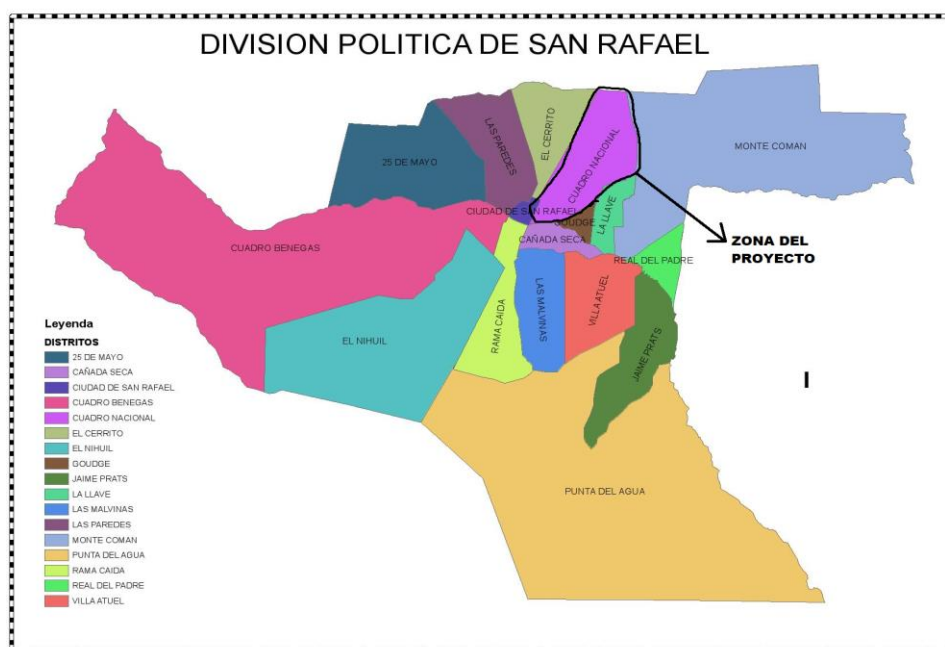 DIVISION POLITICA DE SAN RAFAEL
LAS PAREDES
EL CERRITO
CUADRO NACIONAL
MONTE COMAN
25 DE MAYO
CIUDAD DE SAN RAFAEL
GOUDGE
LA LLAVE
CUADRO BENEGAS
CAÑADA SECA
ZONA DEL
PROYECTO
REAL DEL PADRE
EL NIHUIL
RAMA CAIDA
LAS MALVINAS
VILLA ATUEL
JAIME PRATS
PUNTA DEL AGUA
Leyenda
DISTRITOS
25 DE MAYO
CAÑADA SECA
CIUDAD DE SAN RAFAEL
CUADRO BENEGAS
CUADRO NACIONAL
EL CERRITO
EL NIHUIL
GOUDGE
JAIME PRATS
LA LLAVE
LAS MALVINAS
LAS PAREDES
MONTE COMAN
PUNTA DEL AGUA
RAMA CAIDA
REAL DEL PADRE
VILLA ATUEL
I